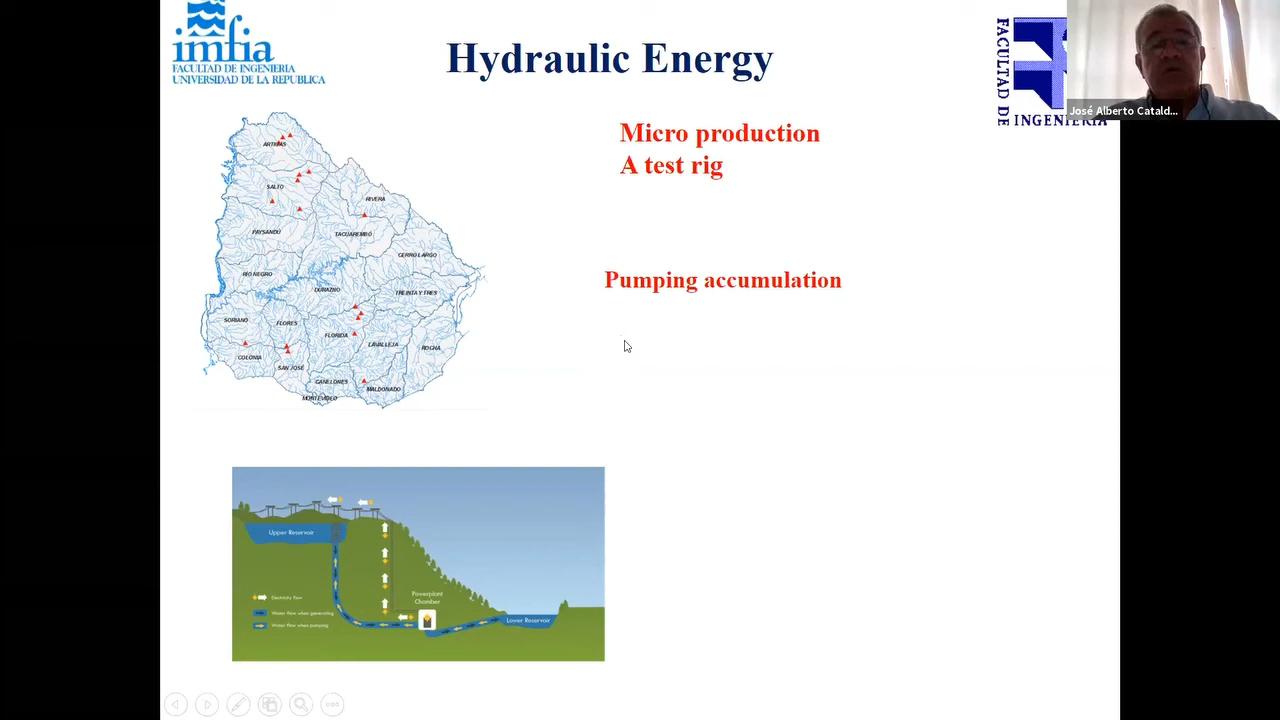 imfia
FACULTAD DE INGENIERIA
UNIVERSIDAD DE LA REPUBLICA
Hydraulic Energy
FACULTAD DE INGENIERIA
José Alberto Catald...
Micro production
A test rig
Pumping accumulation
ARTIGAS
SALTO
RIVERA
PAYSANDÚ
TACUAREMBÓ
CERRO LARGO
RIO NEGRO
DURAZNO
TREINTA Y TRES
SORIANO
FLORES
FLORIDA
LAVALLEJA
ROCHA
COLONIA
SAN JOSÉ
CANELONES
MALDONADO
MONTEVIDEO
Upper Reservoir
Powerplant
Chamber
Electricity flow
Water flow when generating
Water flow when pumping
Lower Reservoir